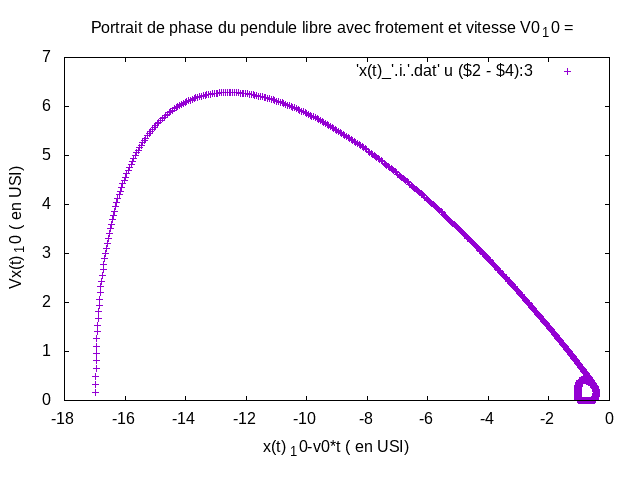 Portrait de phase du pendule libre avec frotement et vitesse V0₁0 =
'x(t)_'.i.'.dat' u ($2 - $4):3
7
6
5
4
3
2
1
0
Vx(t)₁0 ( en USI)
-18 -16 -14 -12 -10 -8 -6 -4 -2 0
x(t) ₁0-v0*t ( en USI)